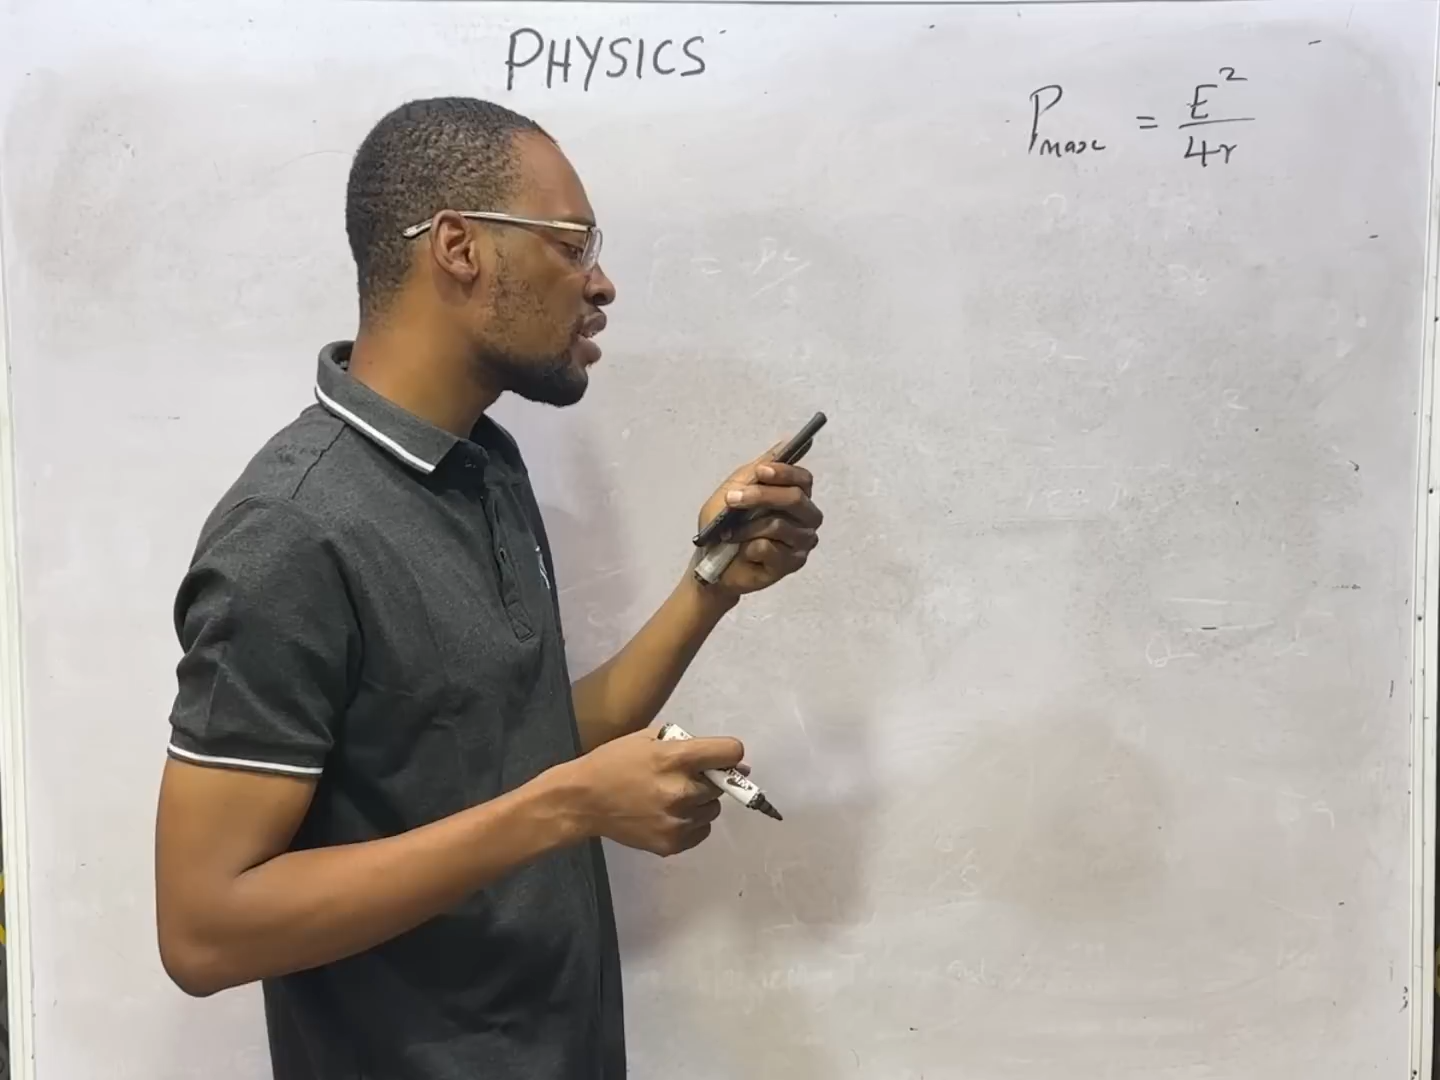 PHYSICS
Pmax = E²/4r